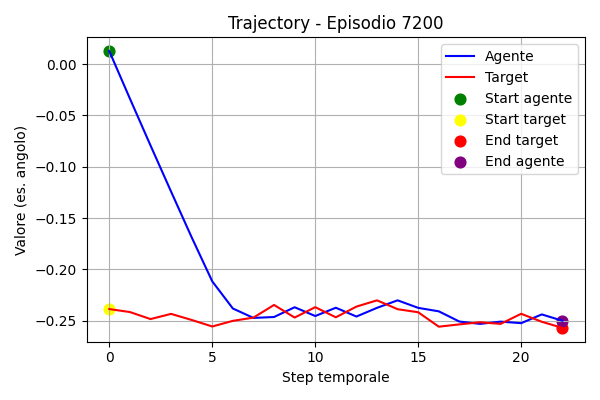 Trajectory - Episodio 7200
Agente
Target
Start agente
Start target
End target
End agente
Valore (es. angolo)
0.00
−0.05
−0.10
−0.15
−0.20
−0.25
0 5 10 15 20
Step temporale